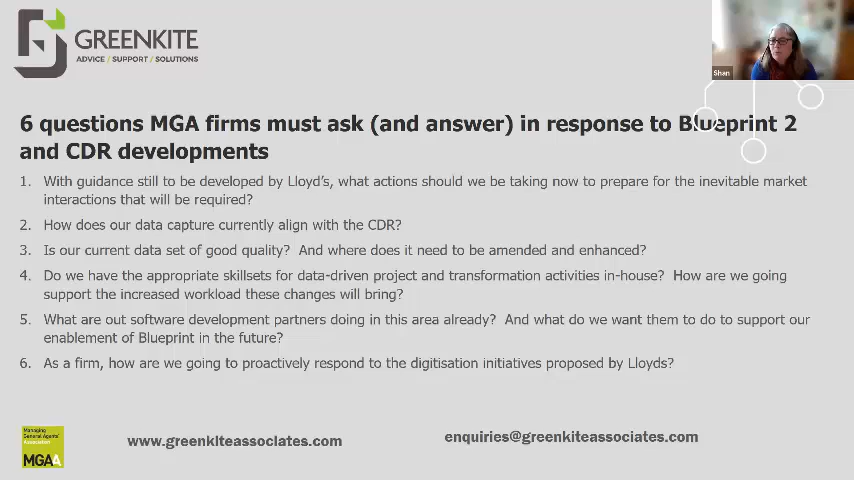 GREENKITE
ADVICE / SUPPORT / SOLUTIONS
Shan
6 questions MGA firms must ask (and answer) in response to Blueprint 2
and CDR developments
1. With guidance still to be developed by Lloyd's, what actions should we be taking now to prepare for the inevitable market
interactions that will be required?
2. How does our data capture currently align with the CDR?
3. Is our current data set of good quality? And where does it need to be amended and enhanced?
4. Do we have the appropriate skillsets for data-driven project and transformation activities in-house? How are we going
support the increased workload these changes will bring?
5. What are out software development partners doing in this area already? And what do we want them to do to support our
enablement of Blueprint in the future?
6. As a firm, how are we going to proactively respond to the digitisation initiatives proposed by Lloyds?
Managing
General Agents'
Association
MGAA
www.greenkiteassociates.com
enquiries@greenkiteassociates.com